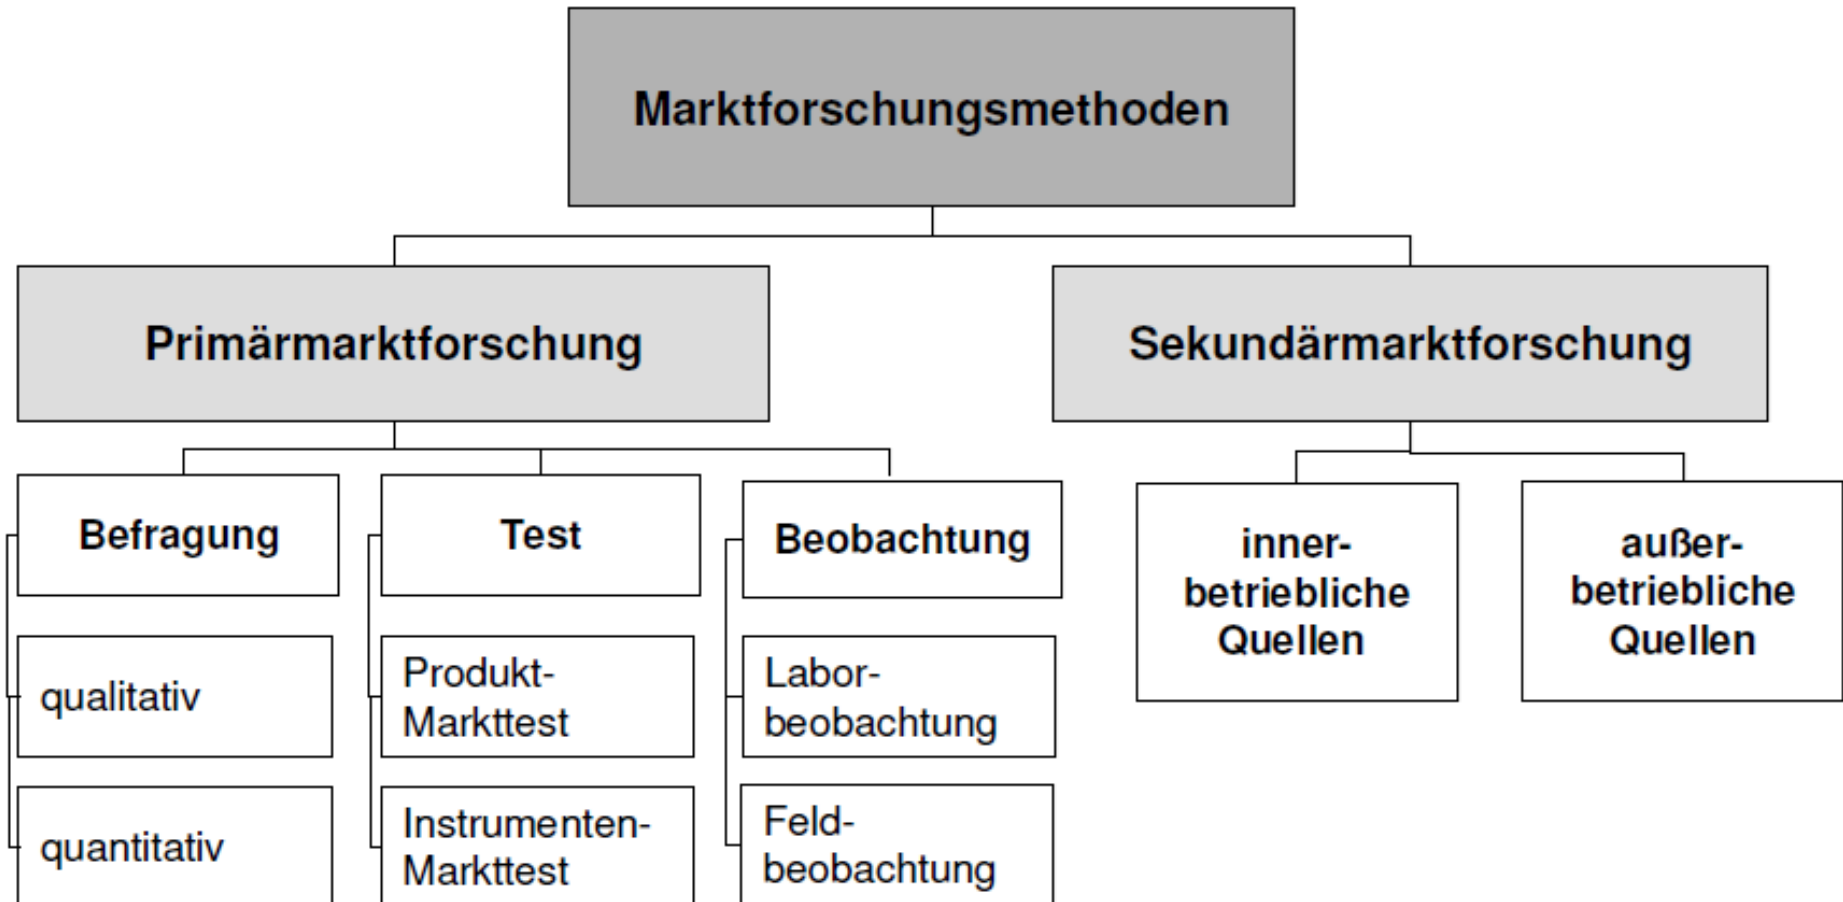 Marktforschungsmethoden
Primärmarktforschung
Sekundärmarktforschung
Befragung
qualitativ
quantitativ
Test
Produkt-
Markttest
Instrumenten-
Markttest
Beobachtung
Labor-
beobachtung
Feld-
beobachtung
inner-
betriebliche
Quellen
außer-
betriebliche
Quellen